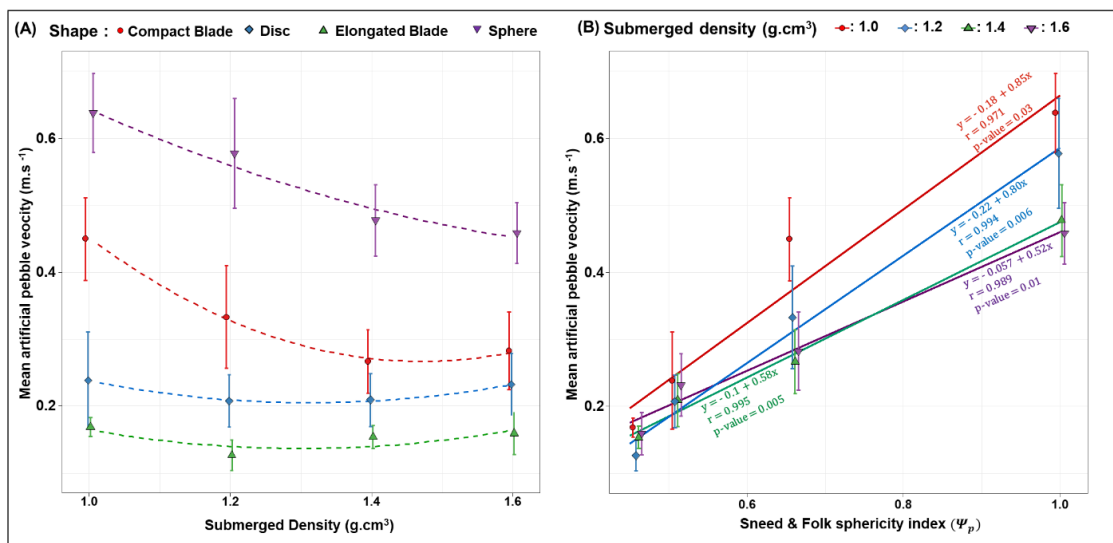 (A) Shape : Compact Blade Disc Elongated Blade Sphere
Mean artificial pebble veocity (m.s⁻¹)
0.6
0.4
0.2
1.0 1.2 1.4 1.6
Submerged Density (g.cm³)
(B) Submerged density (g.cm³) : 1.0 : 1.2 : 1.4 : 1.6
Mean artificial pebble veocity (m.s⁻¹)
0.6
0.4
0.2
y = - 0.18 + 0.85x
r = 0.971
p-value = 0.03
y = - 0.22 + 0.80x
r = 0.994
p-value = 0.006
y = - 0.057 + 0.52x
r = 0.989
p-value = 0.01
y = - 0.1 + 0.58x
r = 0.995
p-value = 0.005
0.6 0.8 1.0
Sneed & Folk sphericity index (Ψₚ)